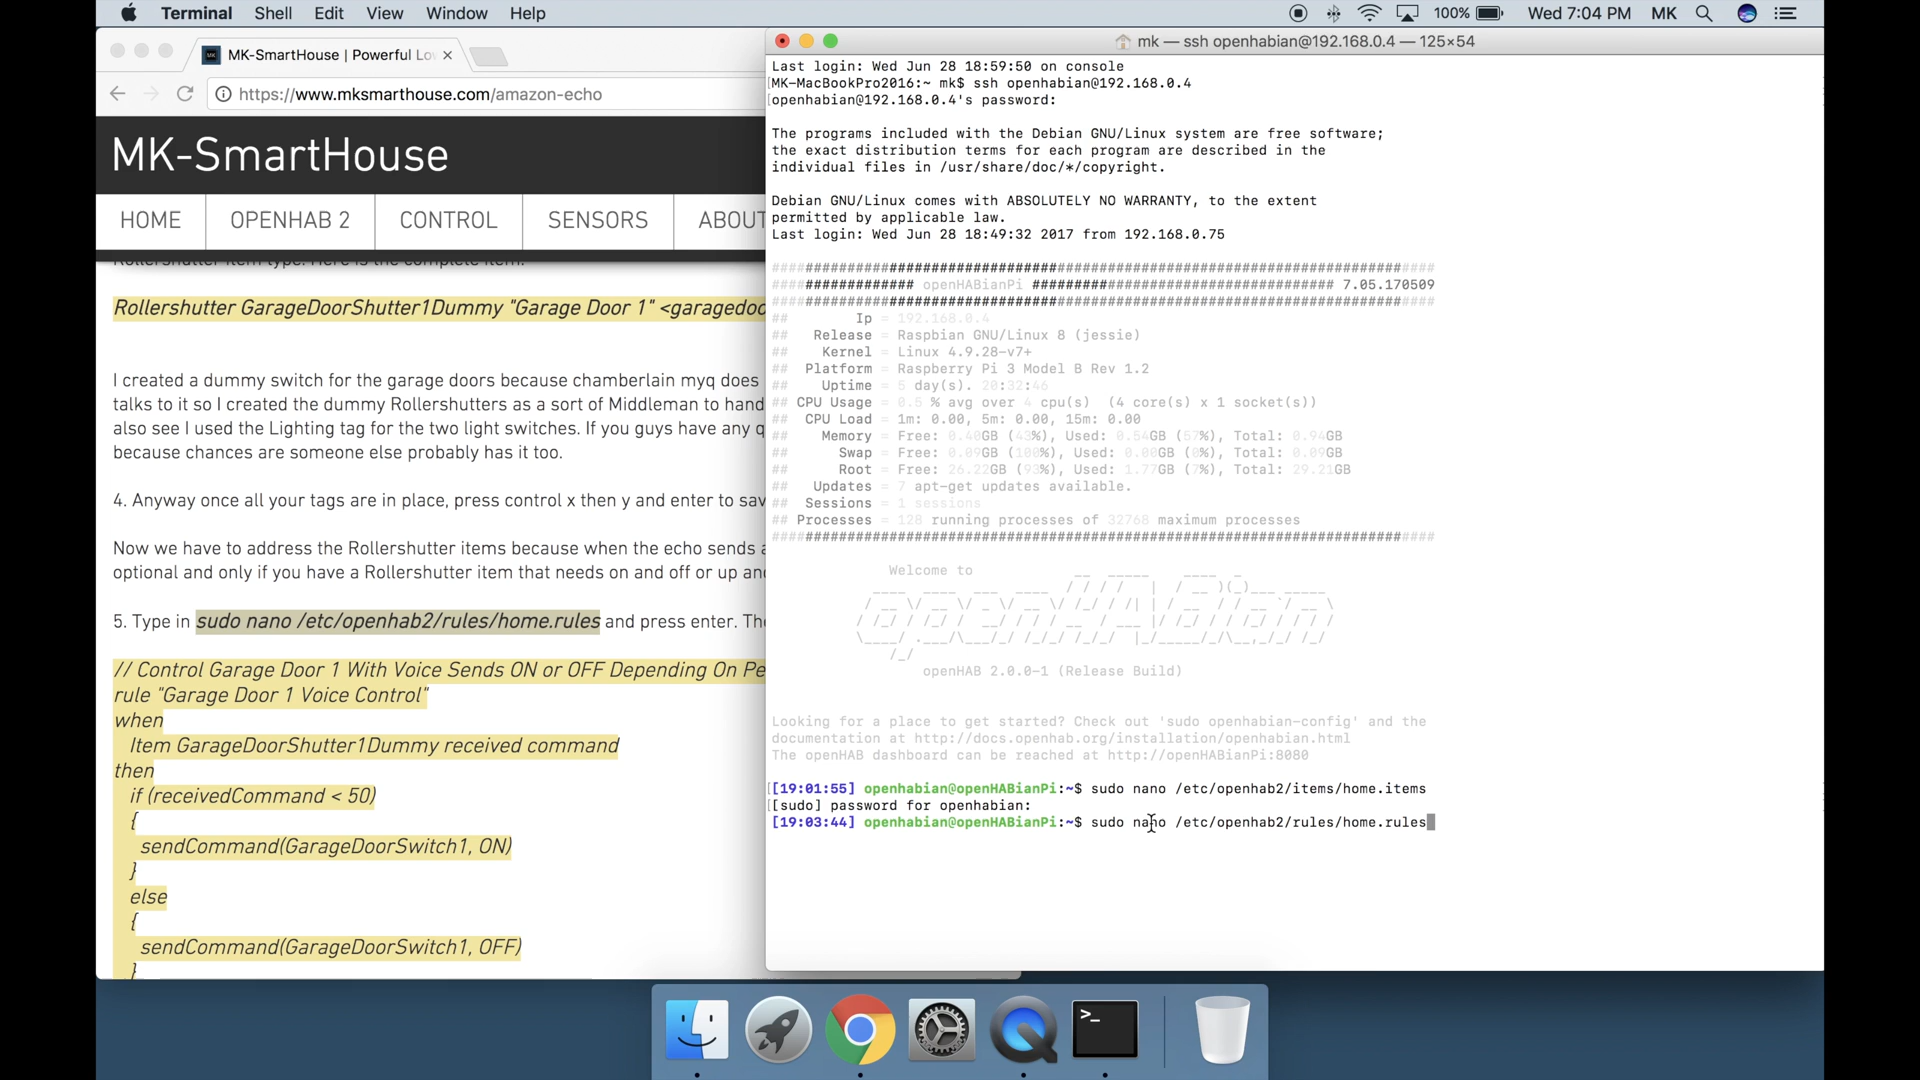 Terminal Shell Edit View Window Help 100% Wed 7:04 PM MK
MK-SmartHouse | Powerful Lo
https://www.mksmarthouse.com/amazon-echo
MK-SmartHouse
HOME OPENHAB 2 CONTROL SENSORS ABOUT
Rollershutter item type. Here is the complete item.
Rollershutter GarageDoorShutter1Dummy "Garage Door 1" <garagedoo
I created a dummy switch for the garage doors because chamberlain myq does
talks to it so I created the dummy Rollershutters as a sort of Middleman to hand
also see I used the Lighting tag for the two light switches. If you guys have any q
because chances are someone else probably has it too.
4. Anyway once all your tags are in place, press control x then y and enter to sav
Now we have to address the Rollershutter items because when the echo sends a
optional and only if you have a Rollershutter item that needs on and off or up an
5. Type in sudo nano /etc/openhab2/rules/home.rules and press enter. The
// Control Garage Door 1 With Voice Sends ON or OFF Depending On Pe
rule "Garage Door 1 Voice Control"
when
Item GarageDoorShutter1Dummy received command
then
if (receivedCommand < 50)
{
sendCommand(GarageDoorSwitch1, ON)
}
else
{
sendCommand(GarageDoorSwitch1, OFF)
}
mk — ssh openhabian@192.168.0.4 — 125×54
Last login: Wed Jun 28 18:59:50 on console
[MK-MacBookPro2016:~ mk$ ssh openhabian@192.168.0.4
[openhabian@192.168.0.4's password:
The programs included with the Debian GNU/Linux system are free software;
the exact distribution terms for each program are described in the
individual files in /usr/share/doc/*/copyright.
Debian GNU/Linux comes with ABSOLUTELY NO WARRANTY, to the extent
permitted by applicable law.
Last login: Wed Jun 28 18:49:32 2017 from 192.168.0.75
###############################################################################
################# openHABianPi #################################### 7.05.170509
###############################################################################
## Ip = 192.168.0.4
## Release = Raspbian GNU/Linux 8 (jessie)
## Kernel = Linux 4.9.28-v7+
## Platform = Raspberry Pi 3 Model B Rev 1.2
## Uptime = 5 day(s). 20:32:46
## CPU Usage = 0.5 % avg over 4 cpu(s) (4 core(s) x 1 socket(s))
## CPU Load = 1m: 0.00, 5m: 0.00, 15m: 0.00
## Memory = Free: 0.40GB (43%), Used: 0.54GB (57%), Total: 0.94GB
## Swap = Free: 0.09GB (100%), Used: 0.00GB (0%), Total: 0.09GB
## Root = Free: 26.22GB (93%), Used: 1.77GB (7%), Total: 29.21GB
## Updates = 7 apt-get updates available.
## Sessions = 1 sessions
## Processes = 128 running processes of 32768 maximum processes
###############################################################################
Welcome to
openHABian
openHAB 2.0.0-1 (Release Build)
Looking for a place to get started? Check out 'sudo openhabian-config' and the
documentation at http://docs.openhab.org/installation/openhabian.html
The openHAB dashboard can be reached at http://openHABianPi:8080
[[19:01:55] openhabian@openHABianPi:~$ sudo nano /etc/openhab2/items/home.items
[[sudo] password for openhabian:
[19:03:44] openhabian@openHABianPi:~$ sudo nano /etc/openhab2/rules/home.rules
>_